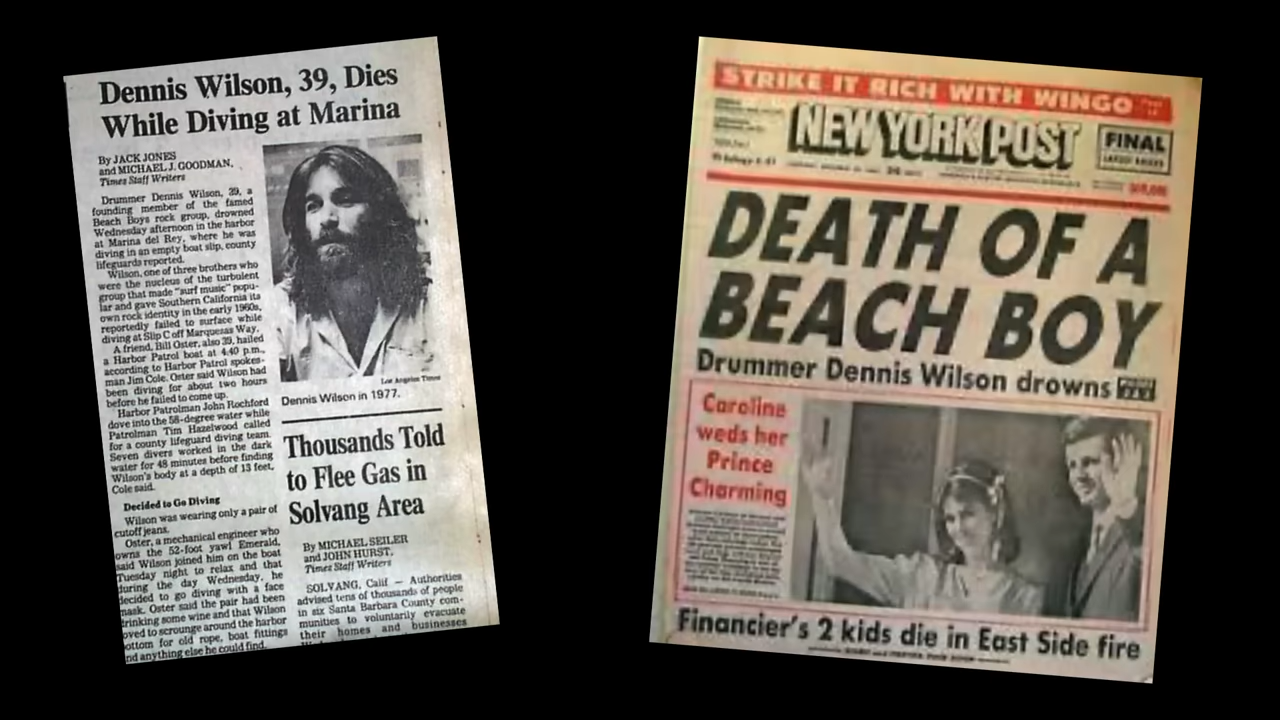 Dennis Wilson, 39, Dies
While Diving at Marina
By JACK JONES
and MICHAEL J. GOODMAN,
Times Staff Writers
Drummer Dennis Wilson, 39, a
founding member of the famed
Beach Boys rock group, drowned
Wednesday afternoon in the harbor
at Marina del Rey, where he was
diving in an empty boat slip, county
lifeguards reported.
Wilson, one of three brothers who
were the nucleus of the turbulent
group that made "surf music" popu-
lar and gave Southern California its
own rock identity in the early 1960s,
reportedly failed to surface while
diving at Slip C off Marquesas Way.
A friend, Bill Oster, also 39, hailed
a Harbor Patrol boat at 4:40 p.m.,
according to Harbor Patrol spokes-
man Jim Cole. Oster said Wilson had
been diving for about two hours
before he failed to come up.
Harbor Patrolman John Rochford
dove into the 58-degree water while
Patrolman Tim Hazelwood called
for a county lifeguard diving team.
Seven divers worked in the dark
water for 48 minutes before finding
Wilson's body at a depth of 13 feet,
Cole said.
Decided to Go Diving
Wilson was wearing only a pair of
cutoff jeans.
Oster, a mechanical engineer who
owns the 52-foot yawl Emerald,
said Wilson joined him on the boat
Tuesday night to relax and that
during the day Wednesday, he
decided to go diving with a face
mask. Oster said the pair had been
drinking some wine and that Wilson
oved to scrounge around the harbor
ottom for old rope, boat fittings
nd anything else he could find.
Los Angeles Times
Dennis Wilson in 1977.
Thousands Told
to Flee Gas in
Solvang Area
By MICHAEL SEILER
and JOHN HURST,
Times Staff Writers
SOLVANG, Calif — Authorities
advised tens of thousands of people
in six Santa Barbara County com-
munities to voluntarily evacuate
their homes and businesses
STRIKE IT RICH WITH WINGO
NEW YORK POST
FINAL
DEATH OF A
BEACH BOY
Drummer Dennis Wilson drowns
Caroline
weds her
Prince
Charming
Financier's 2 kids die in East Side fire